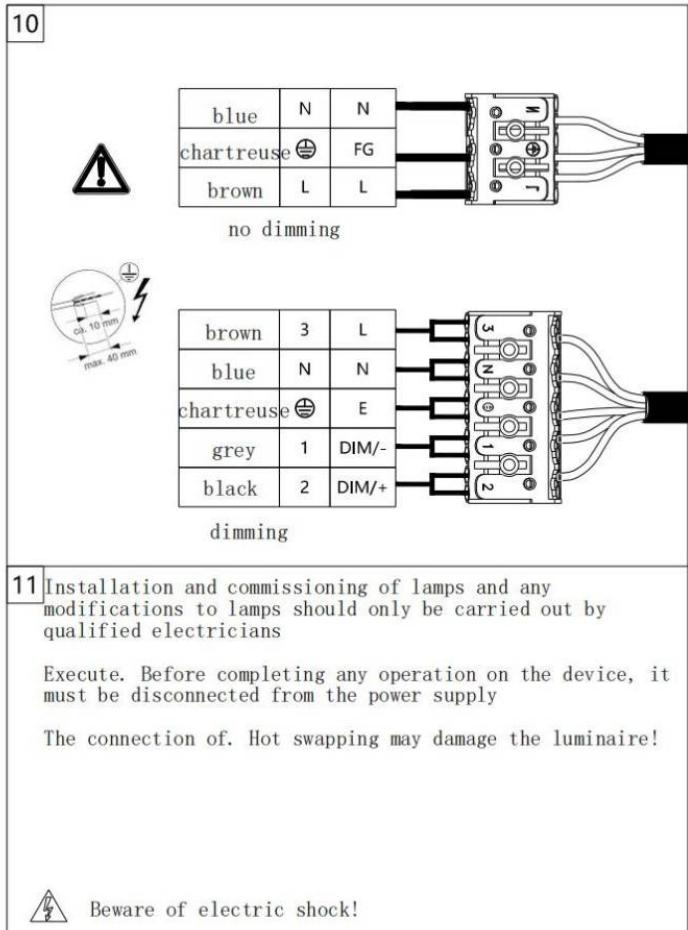 10
blue N N
chartreuse FG
brown L L
no dimming
N
L
ca. 10 mm
max. 40 mm
brown 3 L
blue N N
chartreuse E
grey 1 DIM/-
black 2 DIM/+
dimming
3
N
1
2
11
Installation and commissioning of lamps and any
modifications to lamps should only be carried out by
qualified electricians
Execute. Before completing any operation on the device, it
must be disconnected from the power supply
The connection of. Hot swapping may damage the luminaire!
Beware of electric shock!